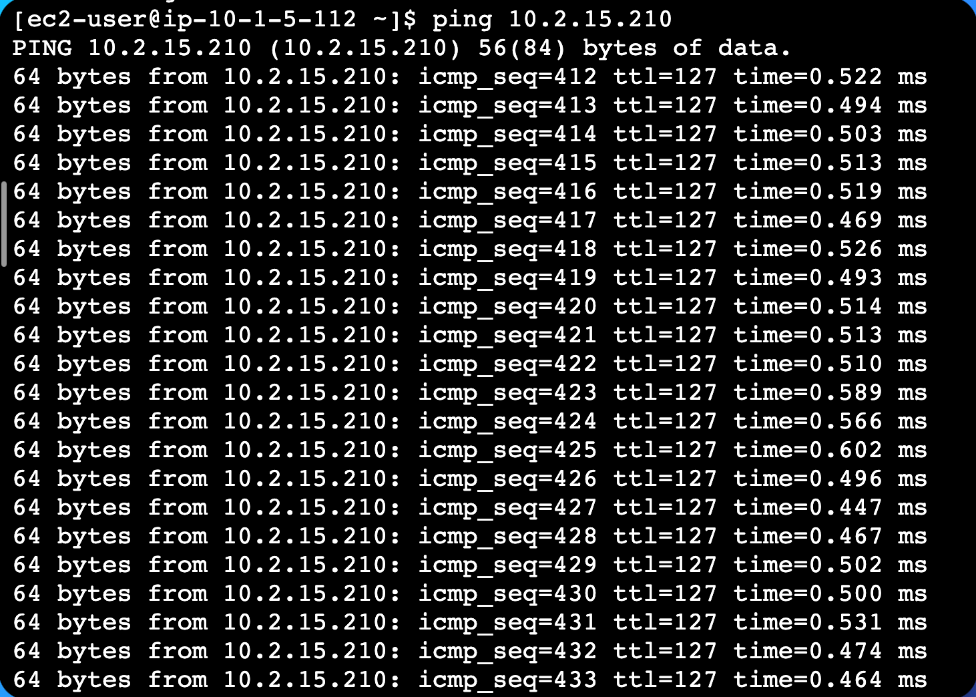 [ec2-user@ip-10-1-5-112 ~]$ ping 10.2.15.210
PING 10.2.15.210 (10.2.15.210) 56(84) bytes of data.
64 bytes from 10.2.15.210: icmp_seq=412 ttl=127 time=0.522 ms
64 bytes from 10.2.15.210: icmp_seq=413 ttl=127 time=0.494 ms
64 bytes from 10.2.15.210: icmp_seq=414 ttl=127 time=0.503 ms
64 bytes from 10.2.15.210: icmp_seq=415 ttl=127 time=0.513 ms
64 bytes from 10.2.15.210: icmp_seq=416 ttl=127 time=0.519 ms
64 bytes from 10.2.15.210: icmp_seq=417 ttl=127 time=0.469 ms
64 bytes from 10.2.15.210: icmp_seq=418 ttl=127 time=0.526 ms
64 bytes from 10.2.15.210: icmp_seq=419 ttl=127 time=0.493 ms
64 bytes from 10.2.15.210: icmp_seq=420 ttl=127 time=0.514 ms
64 bytes from 10.2.15.210: icmp_seq=421 ttl=127 time=0.513 ms
64 bytes from 10.2.15.210: icmp_seq=422 ttl=127 time=0.510 ms
64 bytes from 10.2.15.210: icmp_seq=423 ttl=127 time=0.589 ms
64 bytes from 10.2.15.210: icmp_seq=424 ttl=127 time=0.566 ms
64 bytes from 10.2.15.210: icmp_seq=425 ttl=127 time=0.602 ms
64 bytes from 10.2.15.210: icmp_seq=426 ttl=127 time=0.496 ms
64 bytes from 10.2.15.210: icmp_seq=427 ttl=127 time=0.447 ms
64 bytes from 10.2.15.210: icmp_seq=428 ttl=127 time=0.467 ms
64 bytes from 10.2.15.210: icmp_seq=429 ttl=127 time=0.502 ms
64 bytes from 10.2.15.210: icmp_seq=430 ttl=127 time=0.500 ms
64 bytes from 10.2.15.210: icmp_seq=431 ttl=127 time=0.531 ms
64 bytes from 10.2.15.210: icmp_seq=432 ttl=127 time=0.474 ms
64 bytes from 10.2.15.210: icmp_seq=433 ttl=127 time=0.464 ms